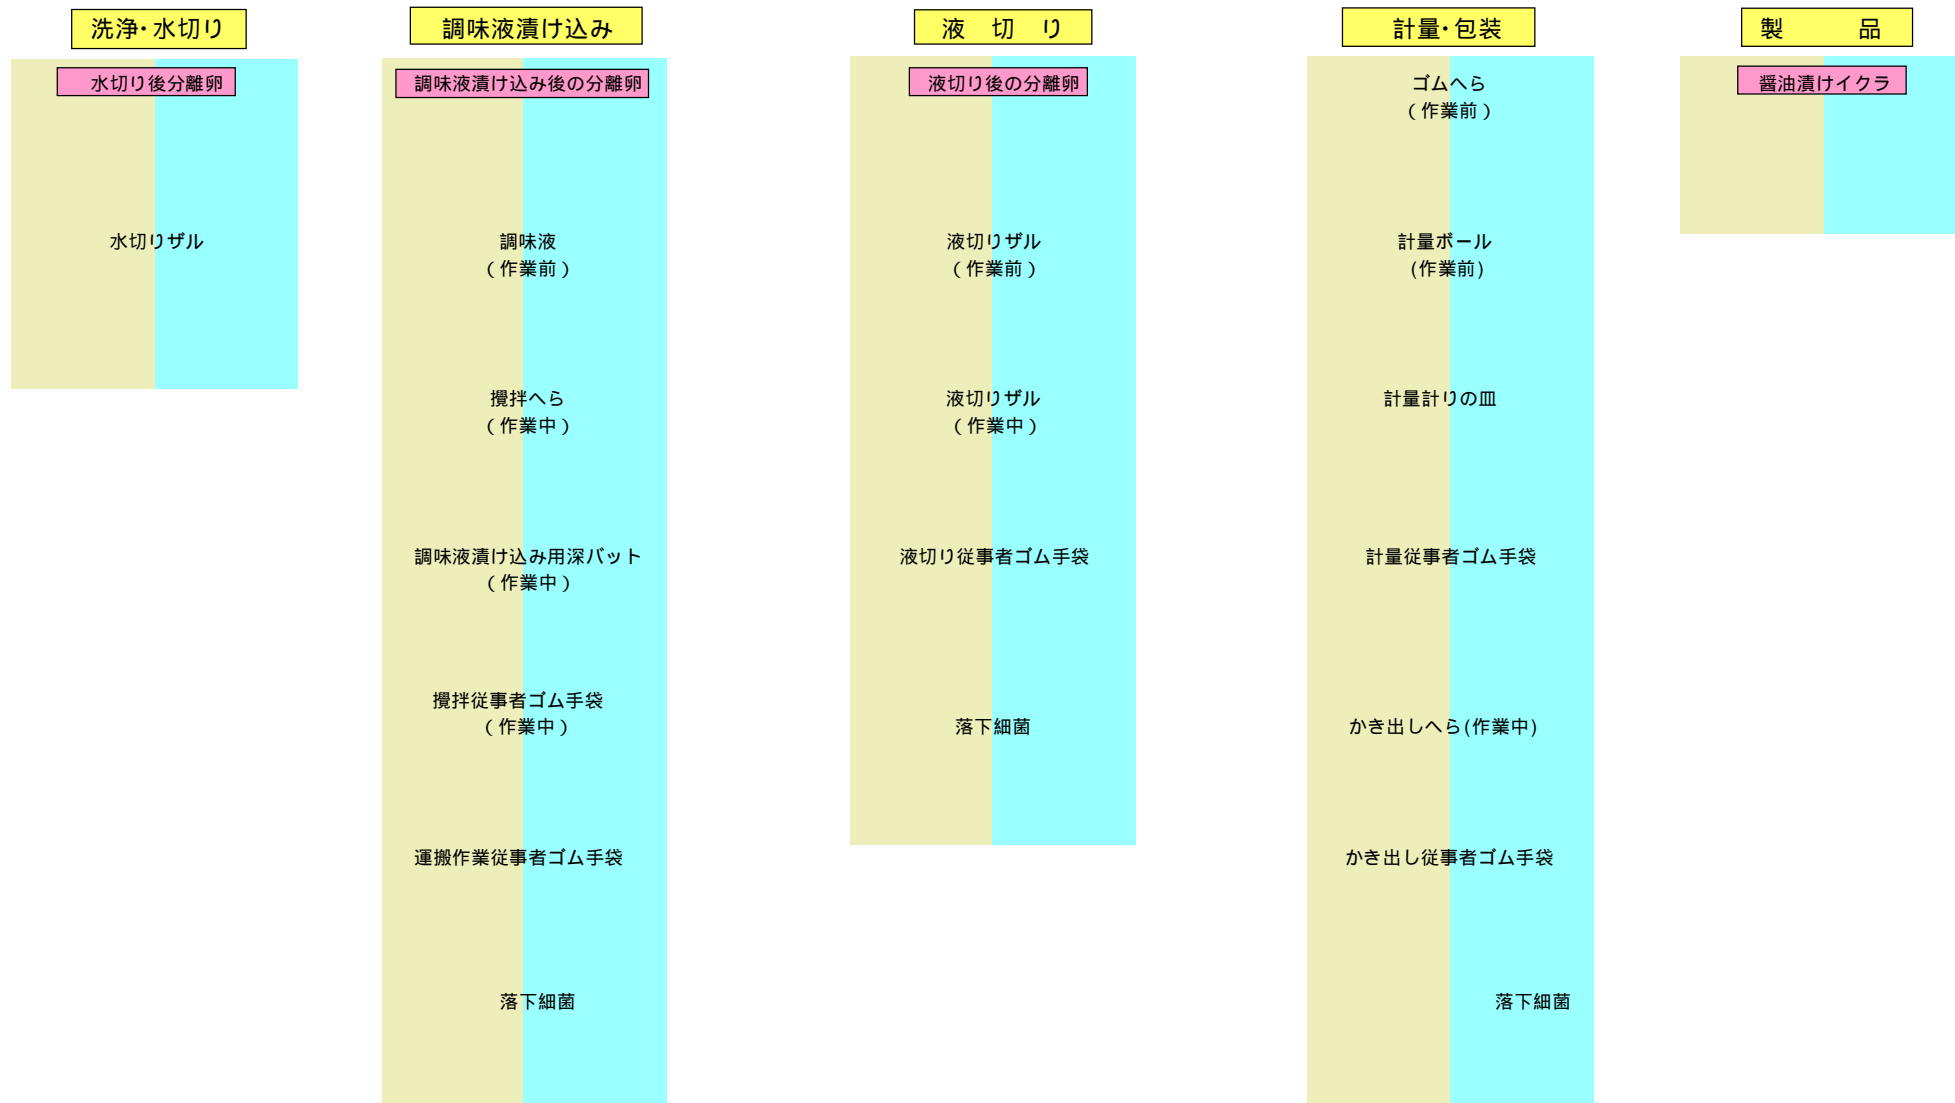 洗浄・水切り
水切り後分離卵
水切りザル
調味液漬け込み
調味液漬け込み後の分離卵
調味液
（作業前）
攪拌へら
（作業中）
調味液漬け込み用深バット
（作業中）
攪拌従事者ゴム手袋
（作業中）
運搬作業従事者ゴム手袋
落下細菌
液　切　り
液切り後の分離卵
液切りザル
（作業前）
液切りザル
（作業中）
液切り従事者ゴム手袋
落下細菌
計量・包装
ゴムへら
（作業前）
計量ボール
(作業前)
計量計りの皿
計量従事者ゴム手袋
かき出しへら(作業中)
かき出し従事者ゴム手袋
落下細菌
製　　　品
醤油漬けイクラ